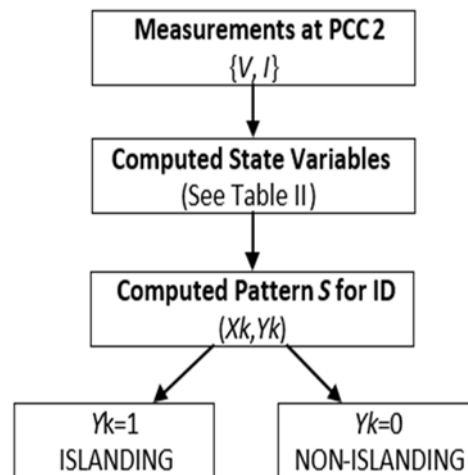 Measurements at PCC 2
{V, I}
Computed State Variables
(See Table II)
Computed Pattern S for ID
(Xk,Yk)
Yk=1
ISLANDING
Yk=0
NON-ISLANDING